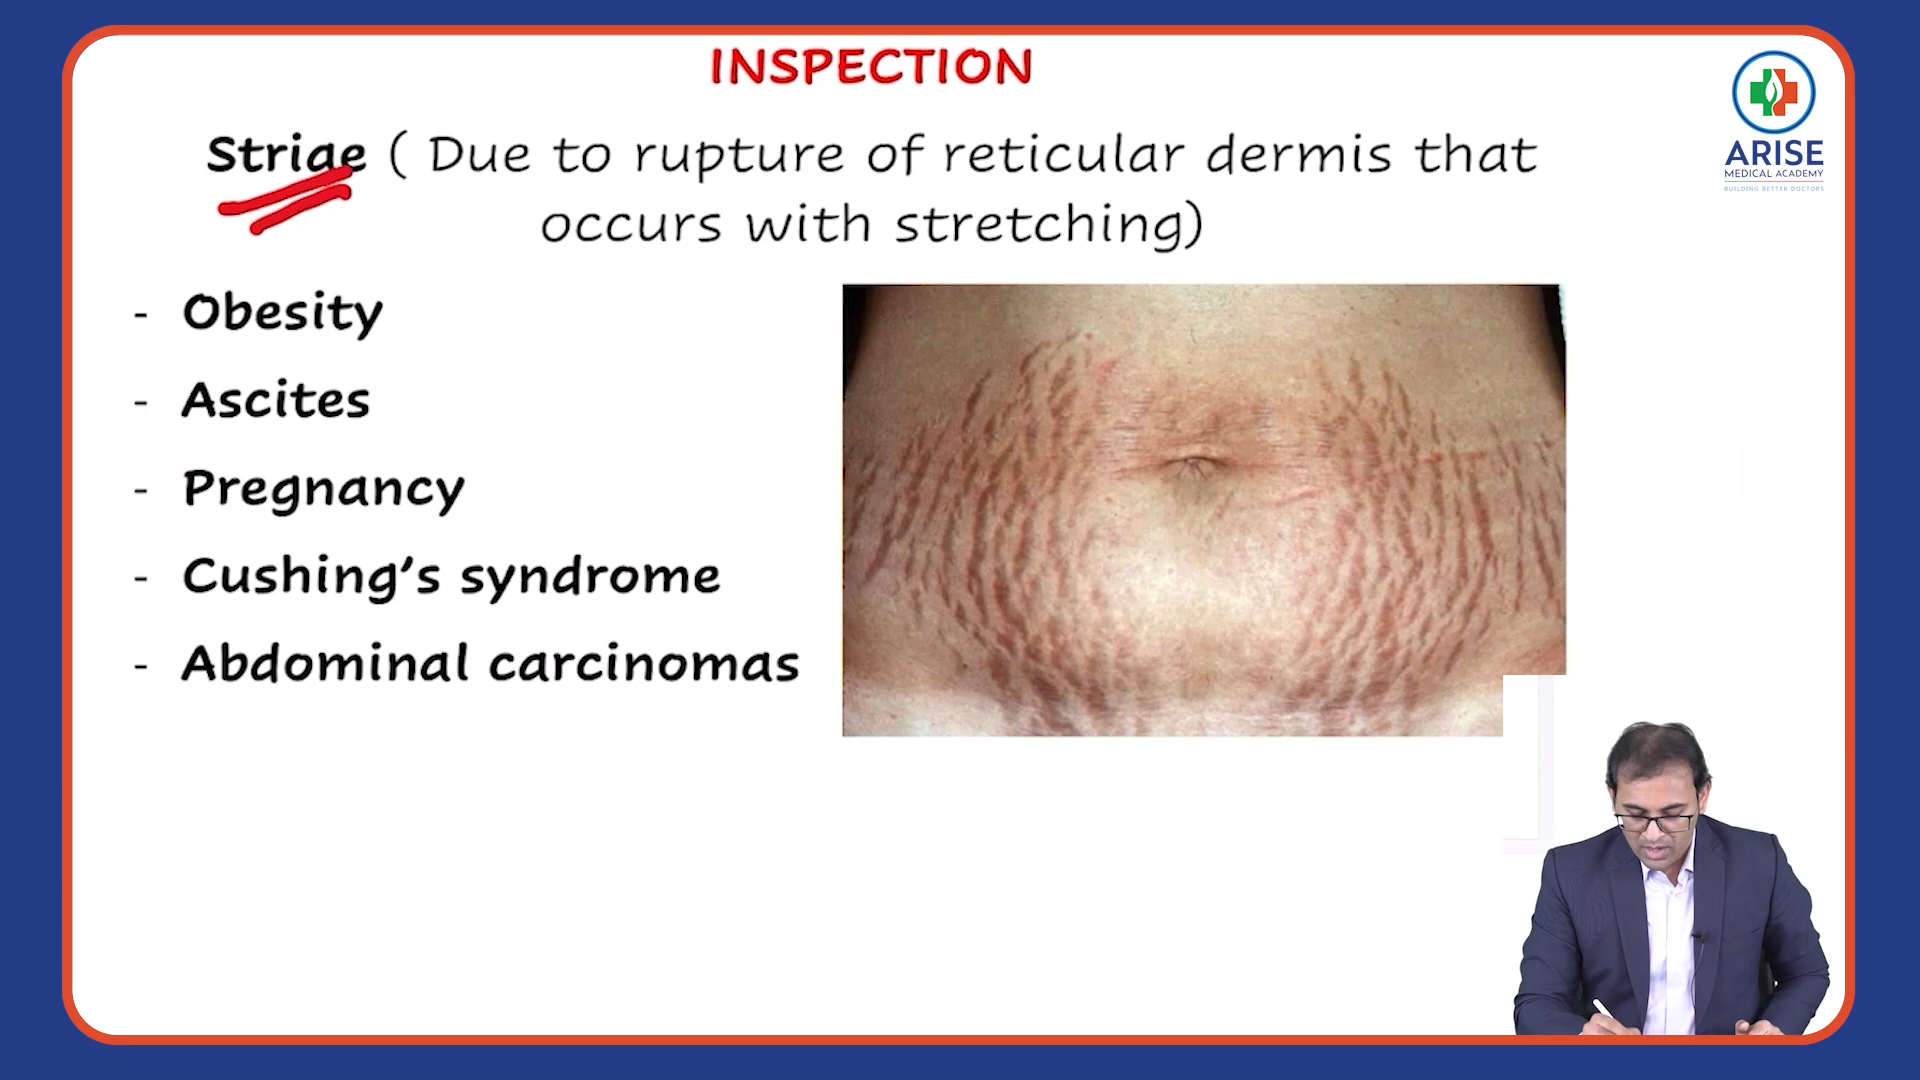 INSPECTION
Striae ( Due to rupture of reticular dermis that
occurs with stretching)
- Obesity
- Ascites
- Pregnancy
- Cushing’s syndrome
- Abdominal carcinomas
ARISE
MEDICAL ACADEMY
BUILDING BETTER DOCTORS